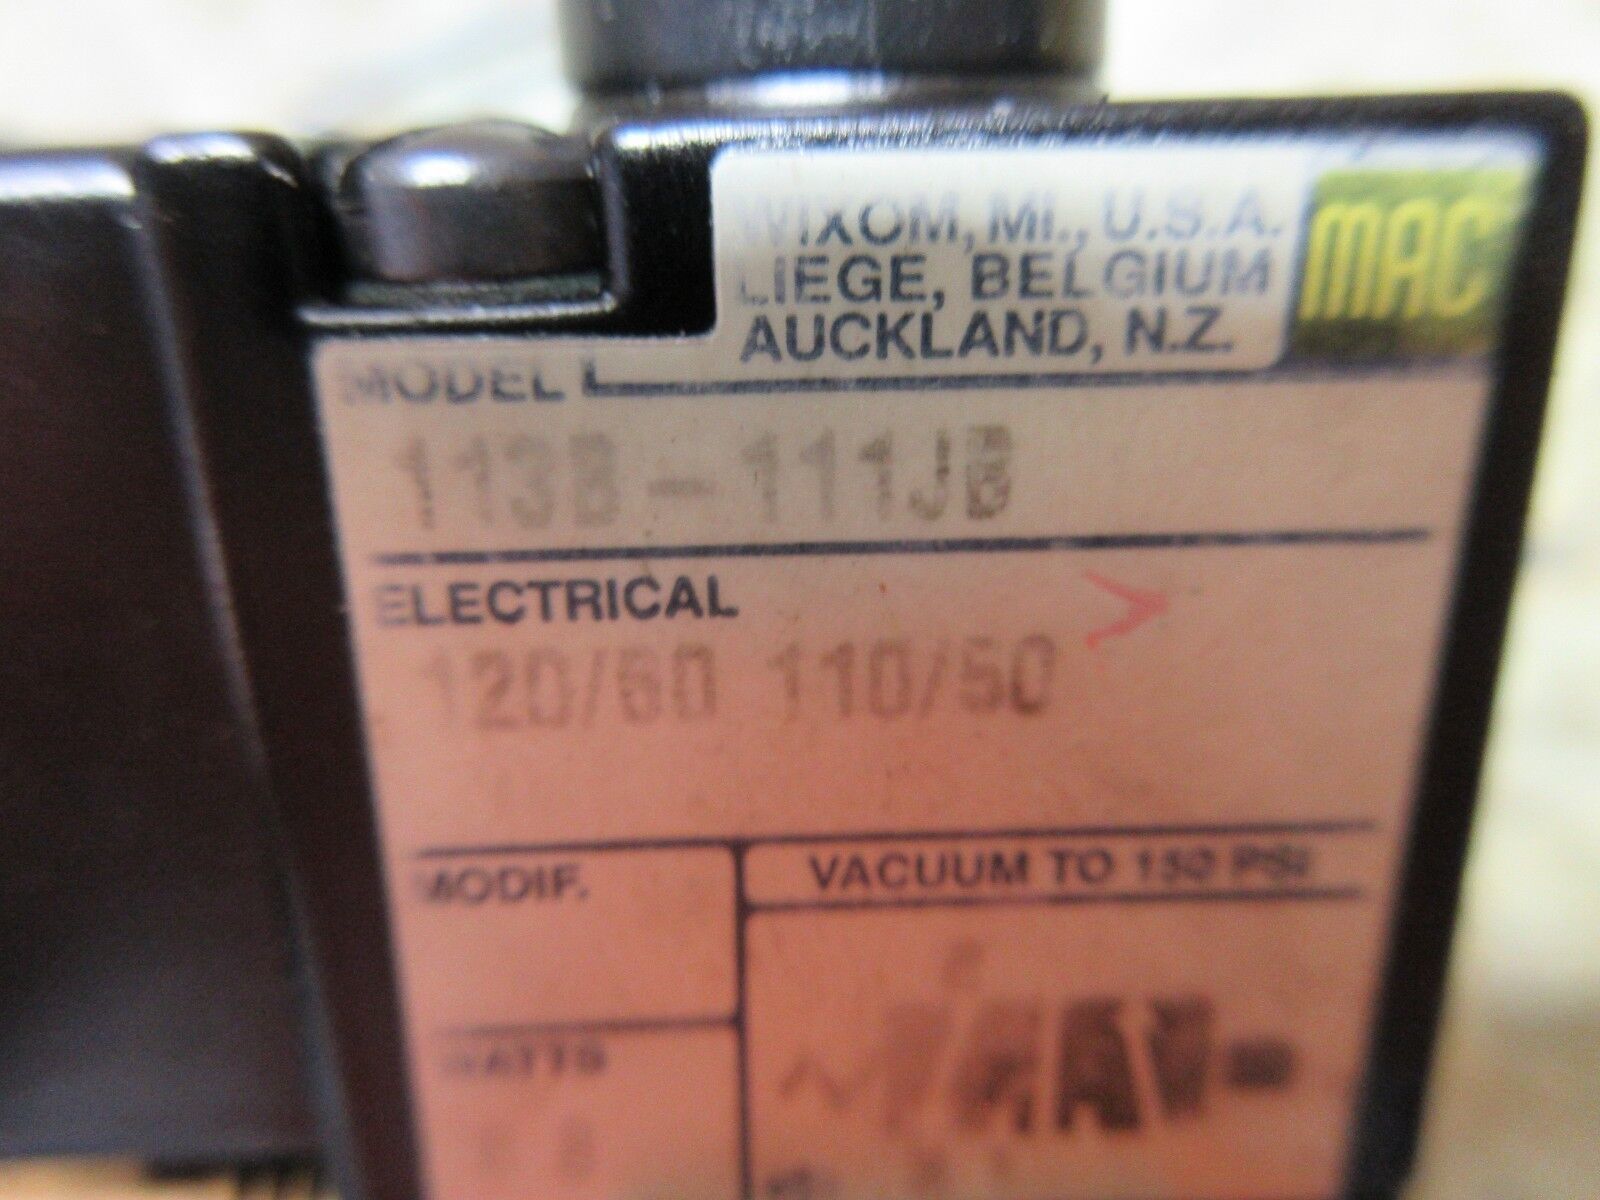 WIXOM, MI., U.S.A.
LIEGE, BELGIUM
AUCKLAND, N.Z.
MAC
MODEL
113B-111JB
ELECTRICAL
120/60 110/50
MODIF.
VACUUM TO 150 PSI
WATTS